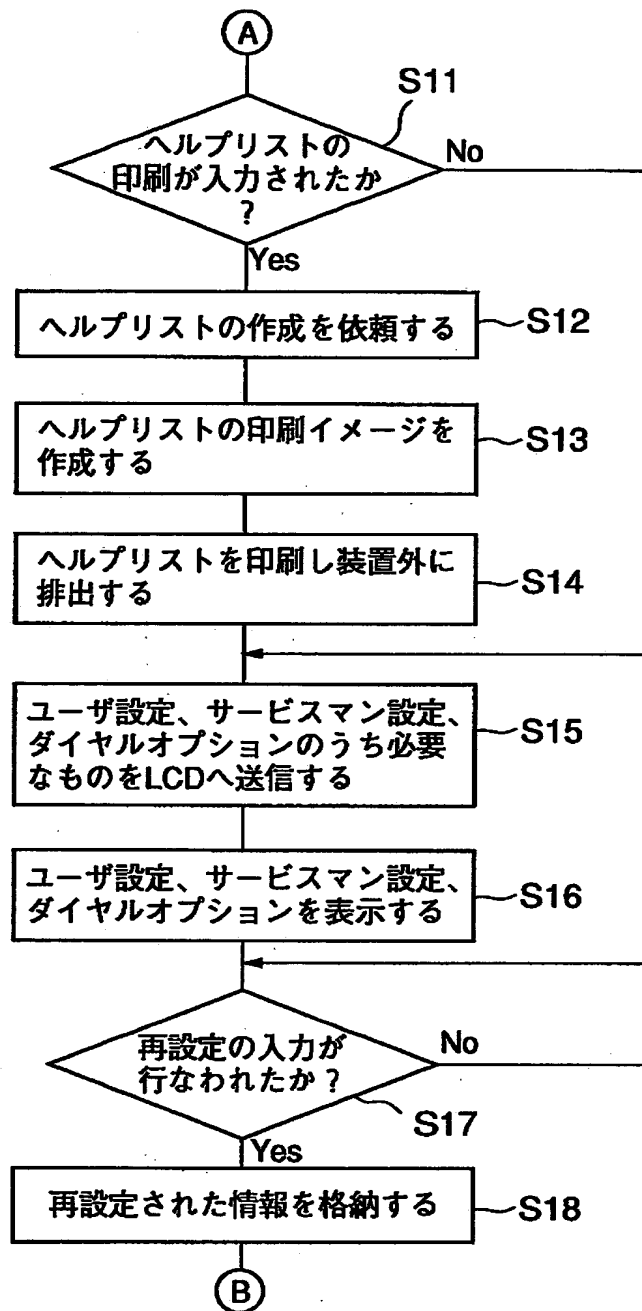 A
S11
ヘルプリストの
印刷が入力されたか
?
No
Yes
ヘルプリストの作成を依頼する
S12
ヘルプリストの印刷イメージを
作成する
S13
ヘルプリストを印刷し装置外に
排出する
S14
ユーザ設定、サービスマン設定、
ダイヤルオプションのうち必要
なものをLCDへ送信する
S15
ユーザ設定、サービスマン設定、
ダイヤルオプションを表示する
S16
再設定の入力が
行なわれたか?
No
S17
Yes
再設定された情報を格納する
S18
B